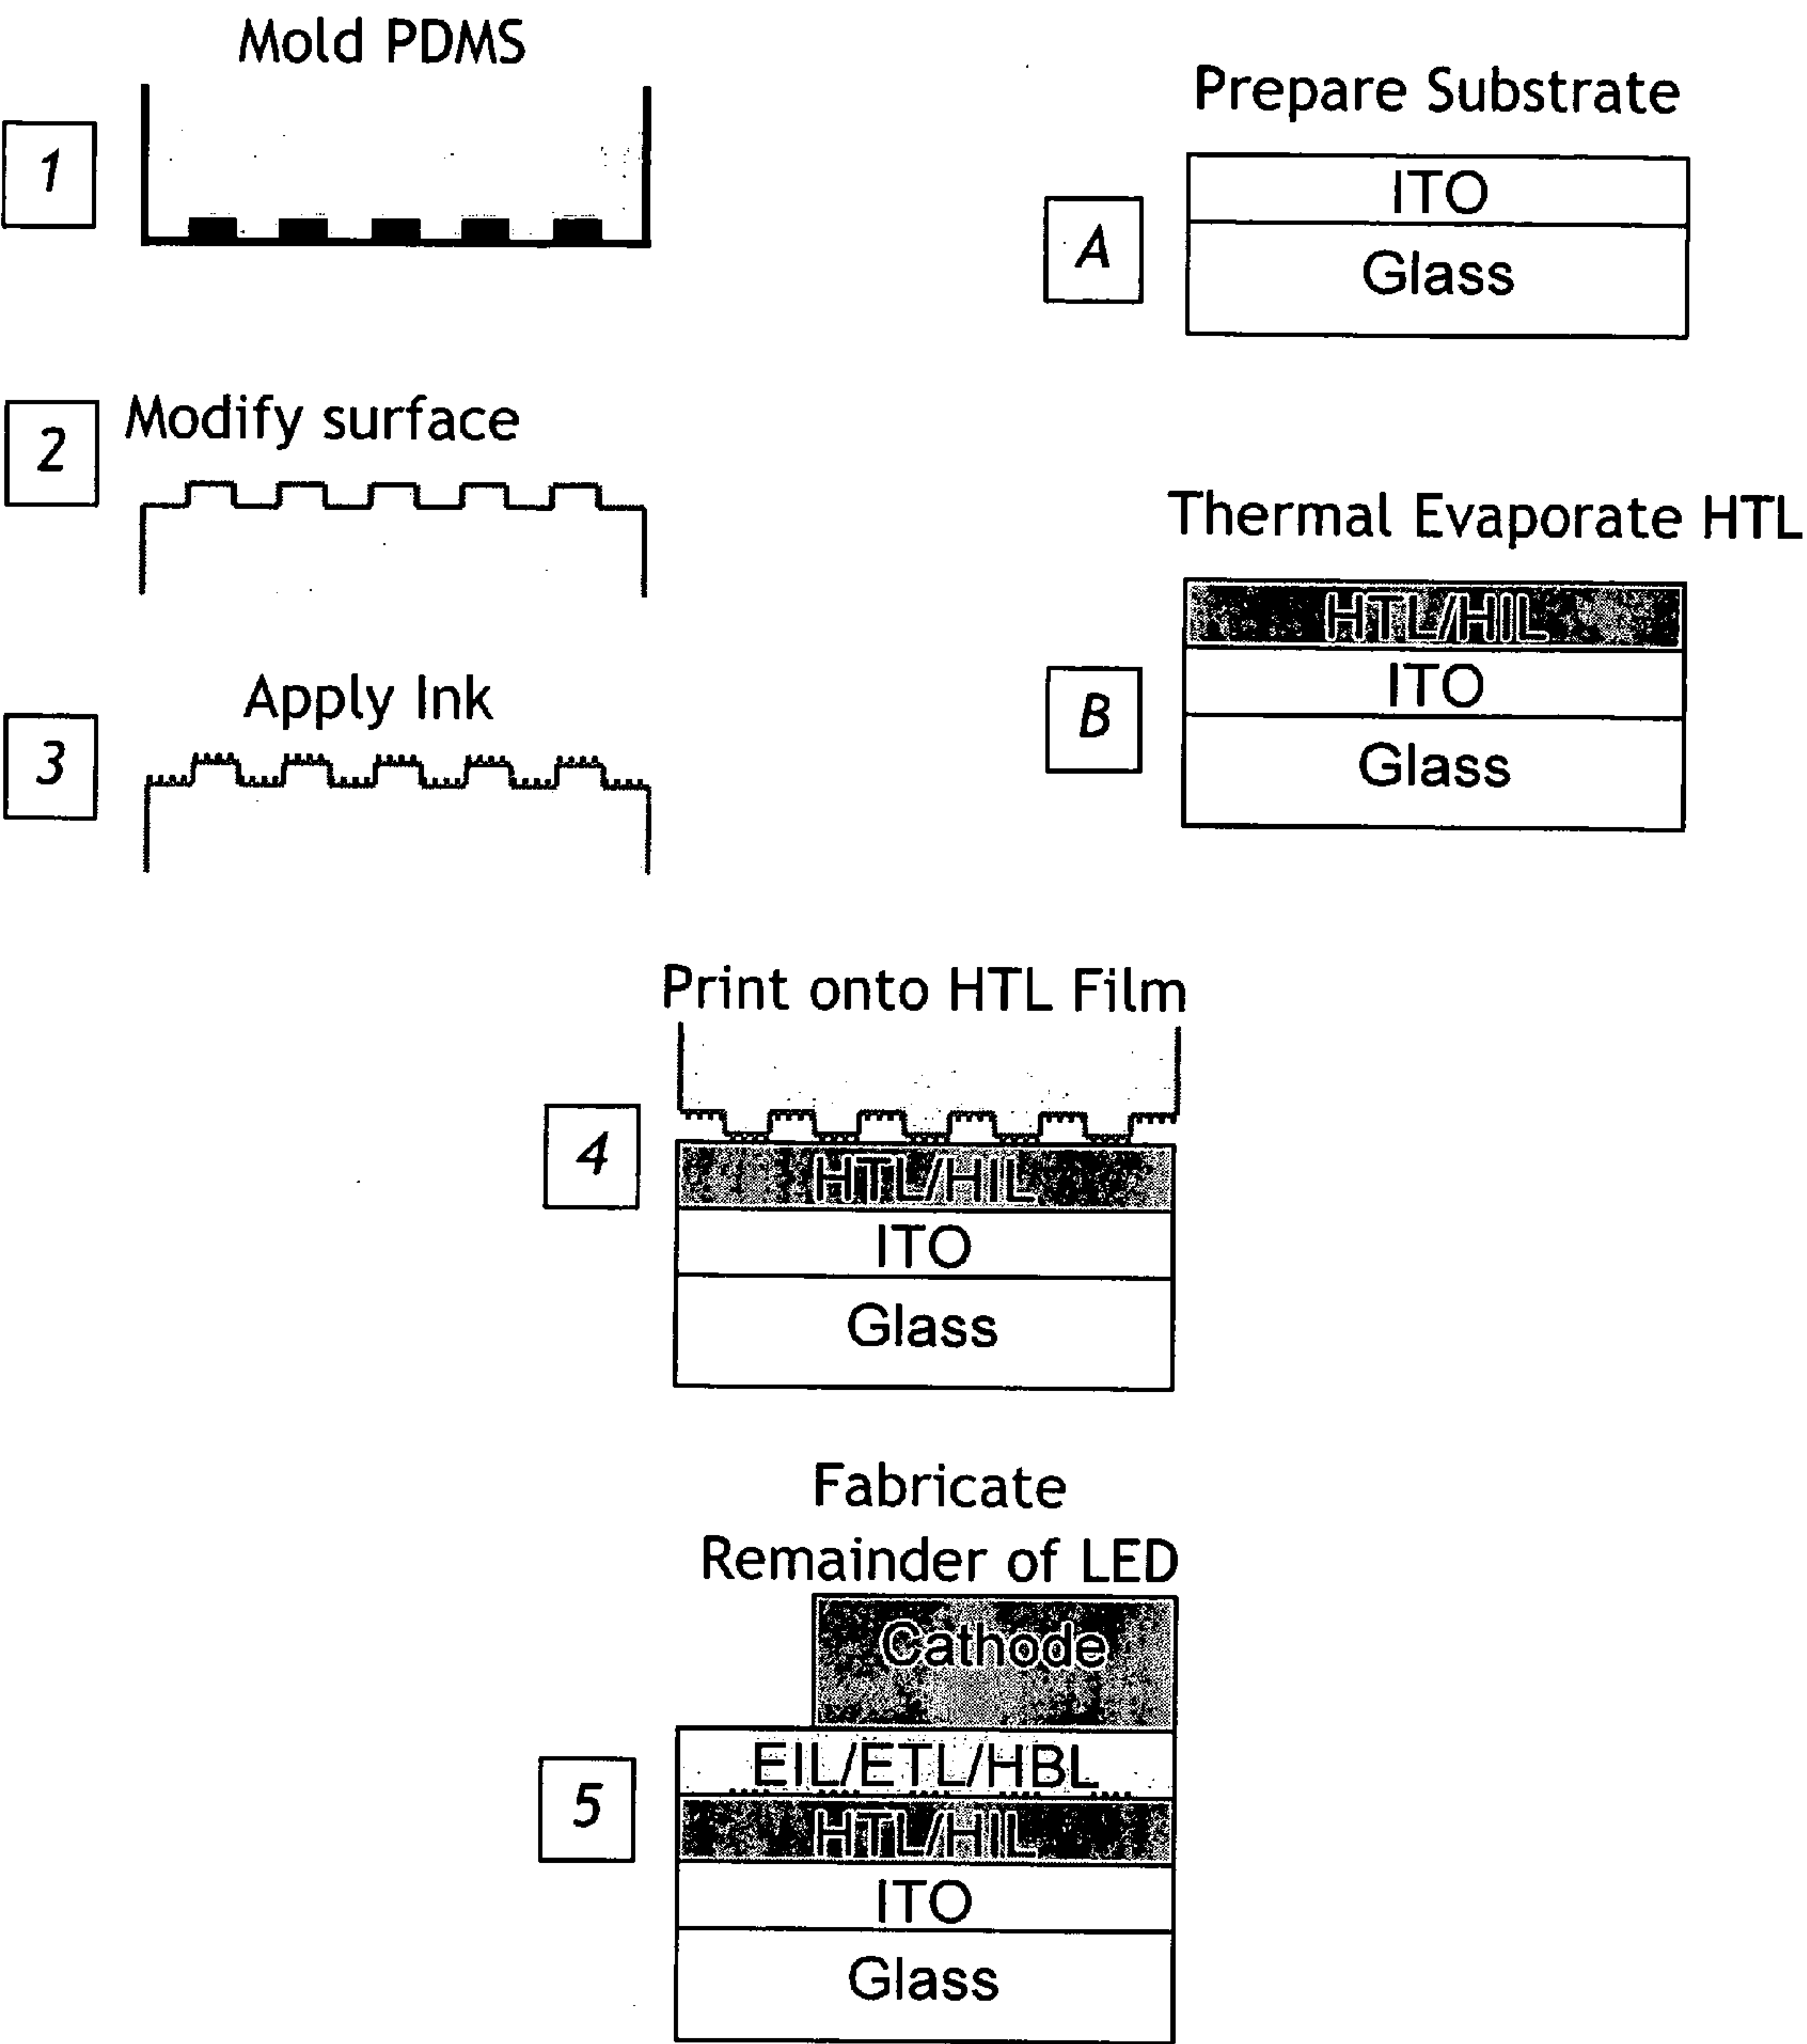 Mold PDMS
1
2
Modify surface
Apply Ink
3
Prepare Substrate
ITO
A
Glass
Thermal Evaporate HTL
HTL/HIL
ITO
B
Glass
Print onto HTL Film
4
HTL/HIL
ITO
Glass
Fabricate
Remainder of LED
Cathode
EIL/ETL/HBL
5
HTL/HIL
ITO
Glass